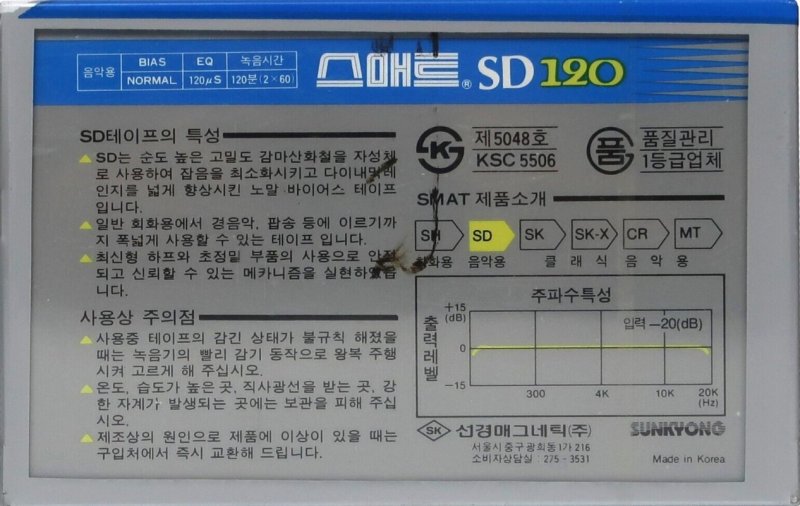 음악용 BIAS EQ 녹음시간
NORMAL 120μS 120분(2×60)
스매트® SD120
SD테이프의 특성
SD는 순도 높은 고밀도 감마산화철을 자성체
로 사용하여 잡음을 최소화시키고 다이내믹레
인지를 넓게 향상시킨 노말 바이어스 테이프
입니다.
일반 회화용에서 경음악, 팝송 등에 이르기까
지 폭넓게 사용할 수 있는 테이프 입니다.
최신형 하프와 초정밀 부품의 사용으로 안정
되고 신뢰할 수 있는 메카니즘을 실현하였읍
니다.
사용상 주의점
사용중 테이프의 감긴 상태가 불규칙 해졌을
때는 녹음기의 빨리 감기 동작으로 왕복 주행
시켜 고르게 해 주십시오.
온도, 습도가 높은 곳, 직사광선을 받는 곳, 강
한 자계가 발생되는 곳에는 보관을 피해 주십
시오.
제조상의 원인으로 제품에 이상이 있을 때는
구입처에서 즉시 교환해 드립니다.
제5048호
KSC 5506
품
품질관리
1등급업체
SMAT 제품소개
SH SD SK SK-X CR MT
회화용 음악용 클 래 식 음 악 용
주파수특성
출력레벨
+15
(dB)
0
-15
입력 -20(dB)
300 4K 10K 20K
(Hz)
SK 선경매그네틱(주)
서울시중구광희동1가 216
소비자상담실 : 275-3531
SUNKYONG
Made in Korea